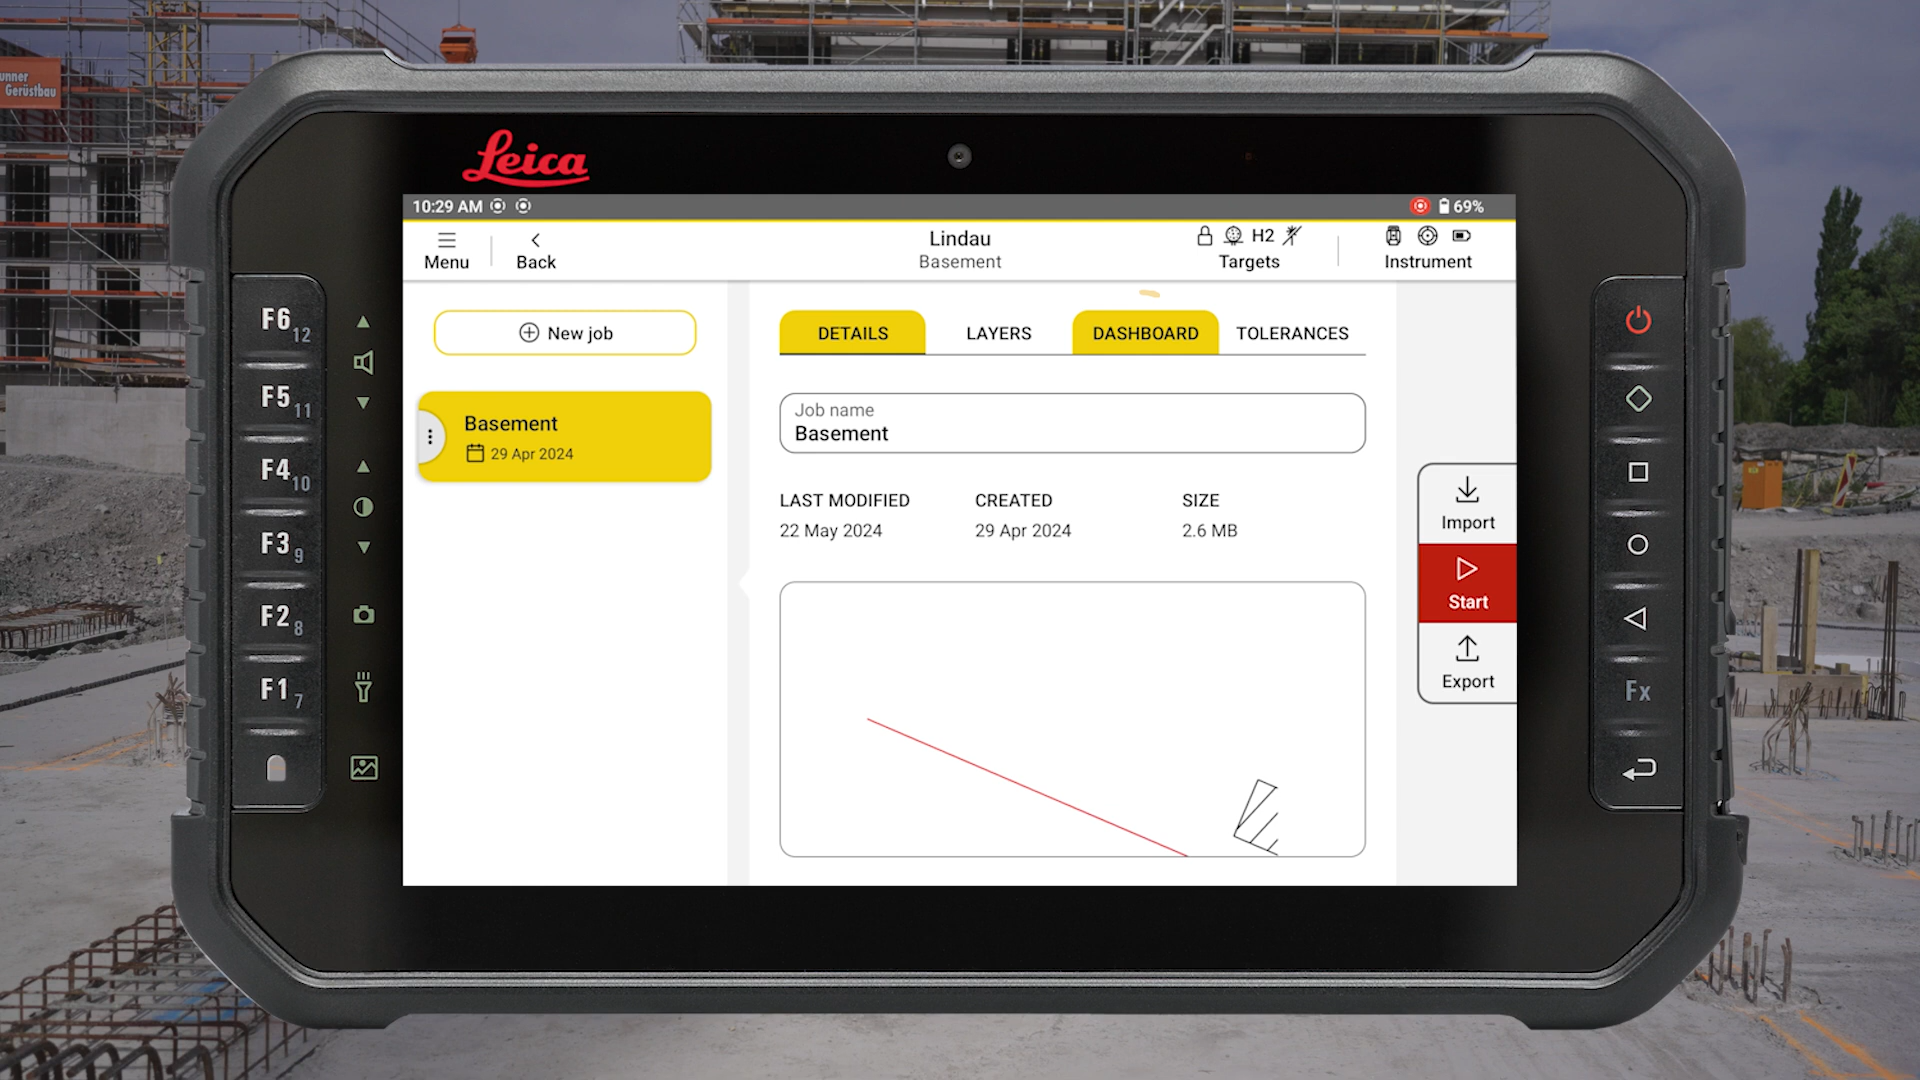 unner
Gerüstbau
Leica
10:29 AM
69%
Menu
Back
Lindau
Basement
H2
Targets
Instrument
New job
DETAILS
LAYERS
DASHBOARD
TOLERANCES
Basement
29 Apr 2024
Job name
Basement
LAST MODIFIED
CREATED
SIZE
22 May 2024
29 Apr 2024
2.6 MB
Import
Start
Export
F6 12
F5 11
F4 10
F3 9
F2 8
F1 7
Fx